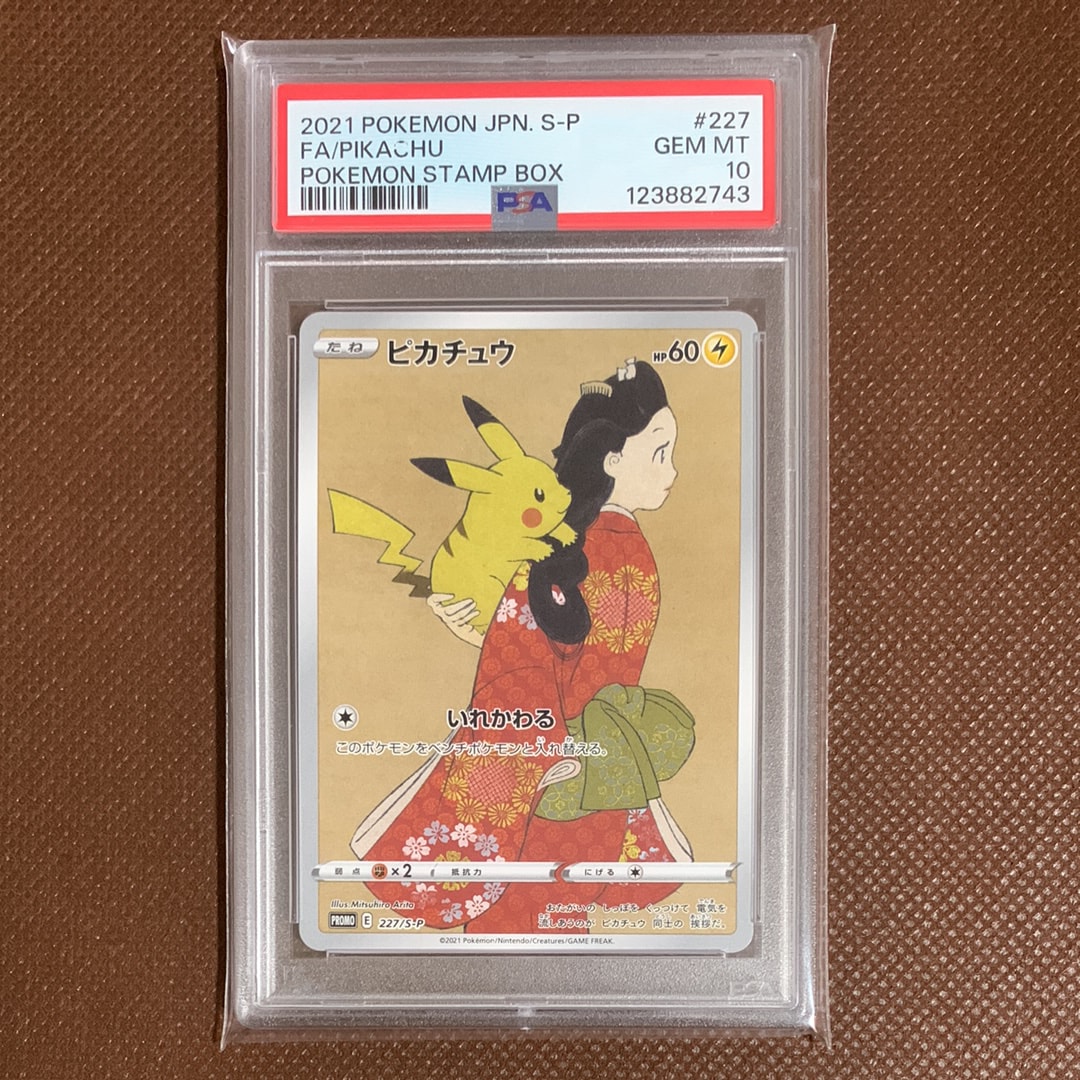 2021 POKEMON JPN. S-P #227
FA/PIKACHU GEM MT
POKEMON STAMP BOX 10
PSA 123882743
たね ピカチュウ HP60
いれかわる
このポケモンをベンチポケモンと入れ替える。
弱点 ×2 抵抗力 にげる
Illus. Mitsuhiro Arita
PROMO E 227/S-P
おたがいの しっぽを くっつけて 電気を
流しあうのが ピカチュウ 同士の 挨拶だ。
©2021 Pokémon/Nintendo/Creatures/GAME FREAK.